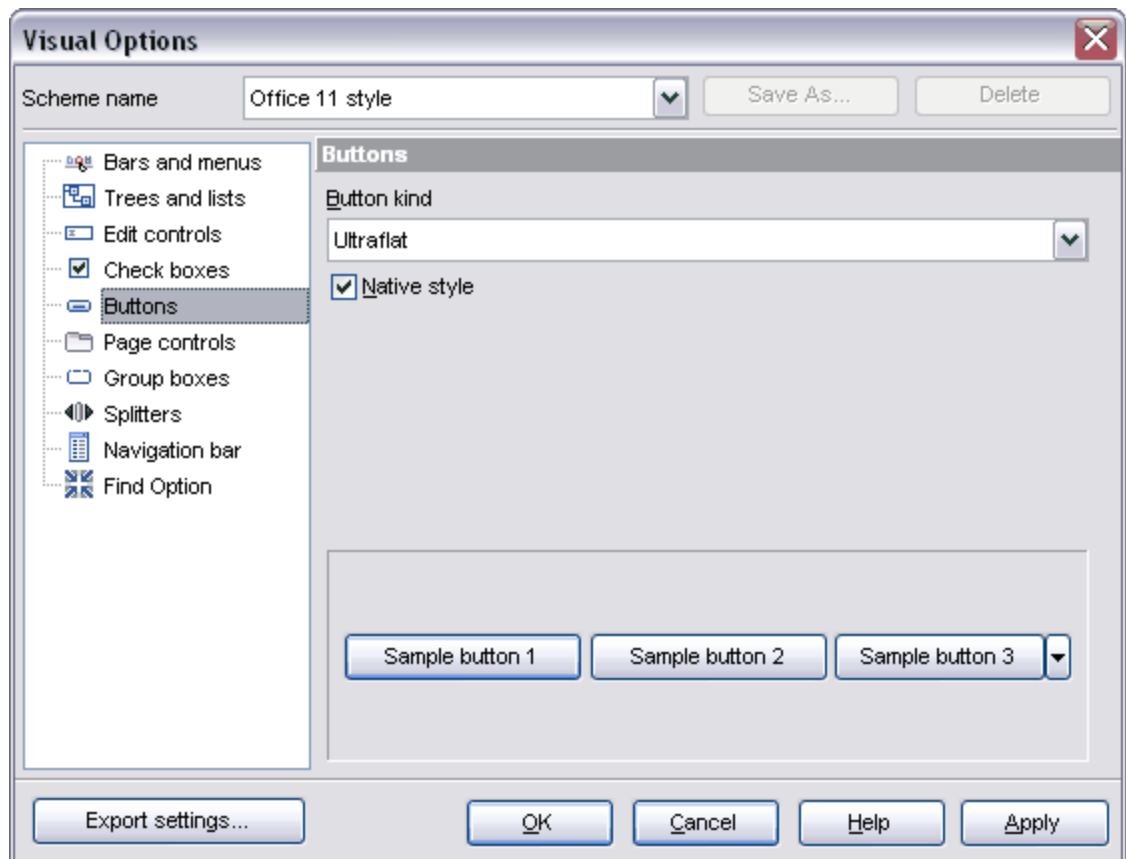 Visual Options
Scheme name
Office 11 style
Save As...
Delete
Bars and menus
Trees and lists
Edit controls
Check boxes
Buttons
Page controls
Group boxes
Splitters
Navigation bar
Find Option
Buttons
Button kind
Ultraflat
Native style
Sample button 1
Sample button 2
Sample button 3
Export settings...
OK
Cancel
Help
Apply